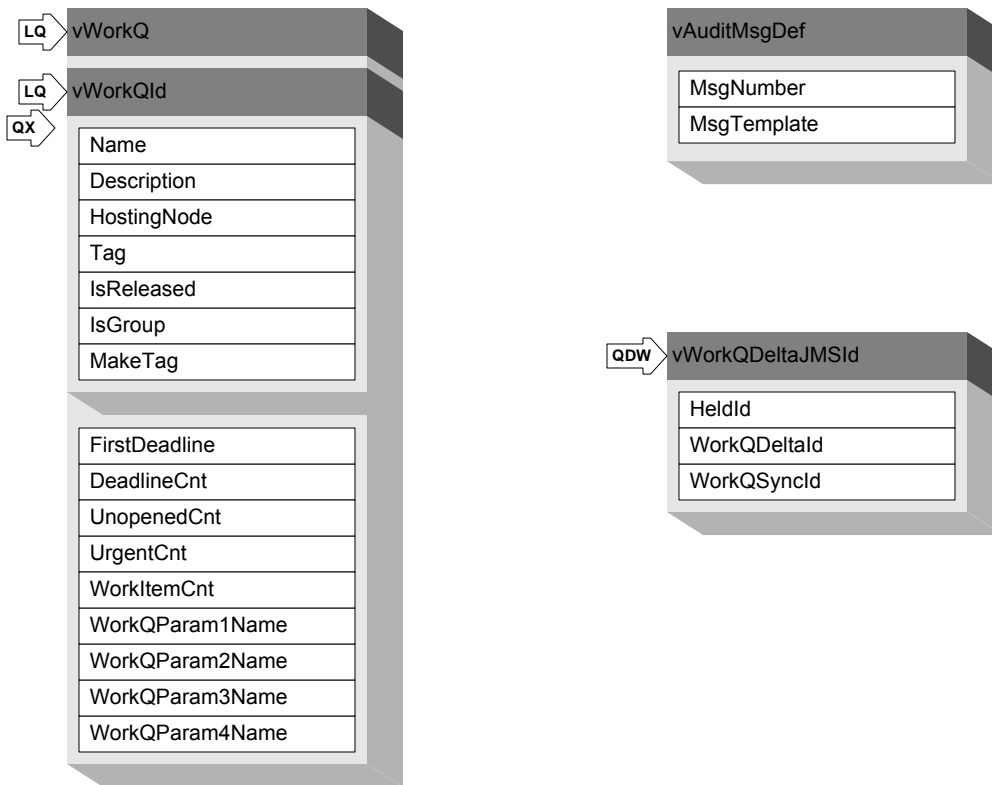 LQ
vWorkQ
LQ
vWorkQId
QX
Name
Description
HostingNode
Tag
IsReleased
IsGroup
MakeTag
FirstDeadline
DeadlineCnt
UnopenedCnt
UrgentCnt
WorkItemCnt
WorkQParam1Name
WorkQParam2Name
WorkQParam3Name
WorkQParam4Name
vAuditMsgDef
MsgNumber
MsgTemplate
QDW
vWorkQDeltaJMSId
HeldId
WorkQDeltaId
WorkQSyncId